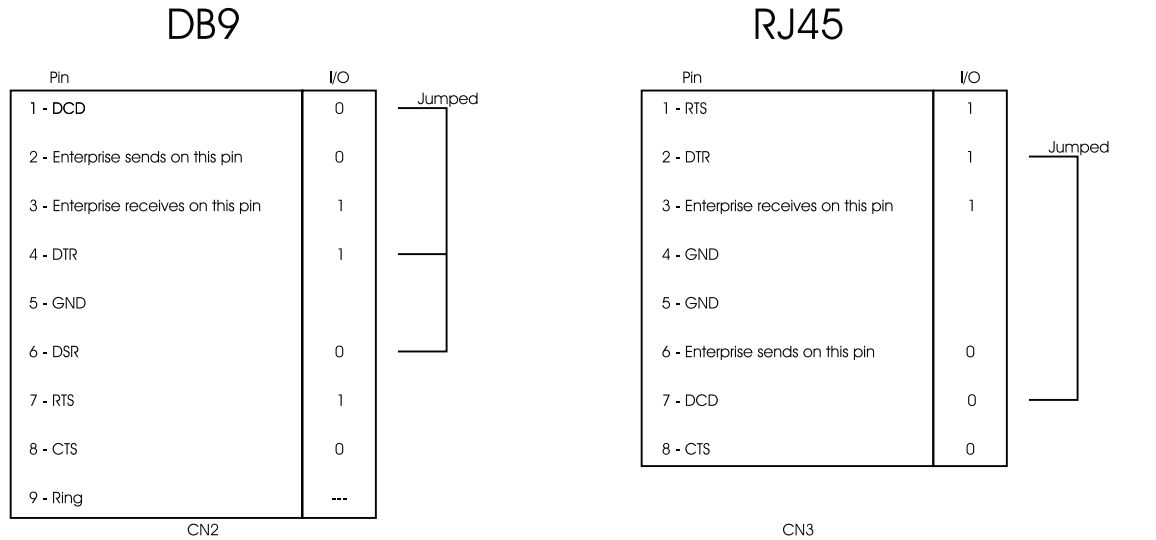 DB9
Pin I/O
Jumped
1 - DCD 0
2 - Enterprise sends on this pin 0
3 - Enterprise receives on this pin 1
4 - DTR 1
5 - GND
6 - DSR 0
7 - RTS 1
8 - CTS 0
9 - Ring ---
CN2
RJ45
Pin I/O
1 - RTS 1
Jumped
2 - DTR 1
3 - Enterprise receives on this pin 1
4 - GND
5 - GND
6 - Enterprise sends on this pin 0
7 - DCD 0
8 - CTS 0
CN3